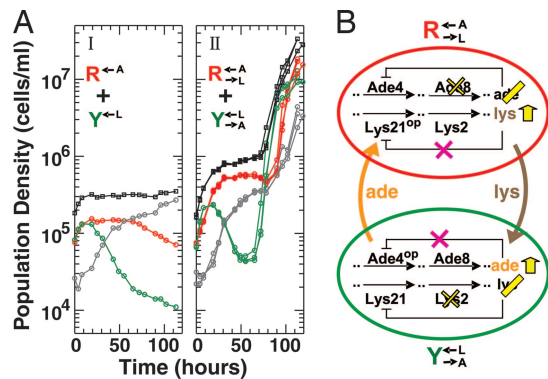 A
B
Population Density (cells/ml)
10⁷
10⁶
10⁵
10⁴
I
R ←A
+
Y ←L
II
R ←A →L
+
Y ←L →A
0 50 100 0 50 100
Time (hours)
R ←A →L
Ade4 Ade8 ade
lys
Lys21op Lys2
ade
lys
Ade4op Ade8 ade
Lys21 Lys2 lys
Y ←L →A